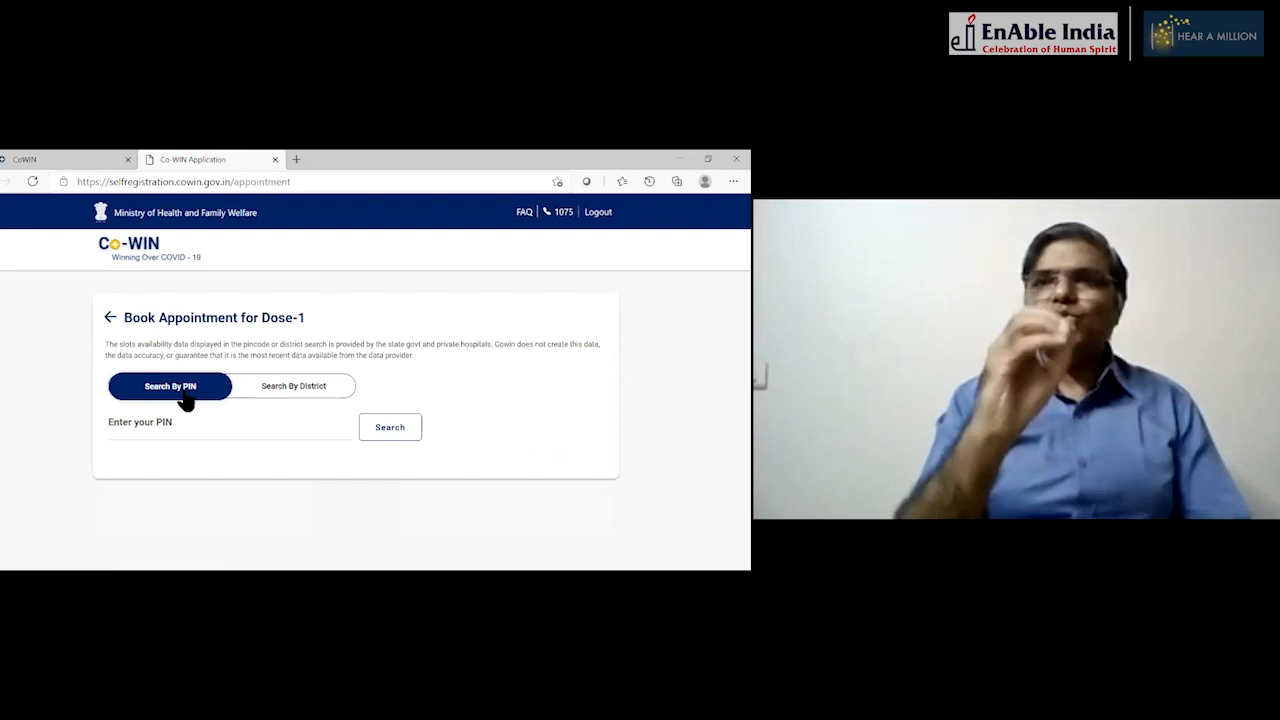 EnAble India
Celebration of Human Spirit
HEAR A MILLION
CoWIN
Co-WIN Application
https://selfregistration.cowin.gov.in/appointment
Ministry of Health and Family Welfare
FAQ
1075
Logout
Co-WIN
Winning Over COVID - 19
Book Appointment for Dose-1
The slots availability data displayed in the pincode or district search is provided by the state govt and private hospitals. Cowin does not create this data,
the data accuracy, or guarantee that it is the most recent data available from the data provider.
Search By PIN
Search By District
Enter your PIN
Search